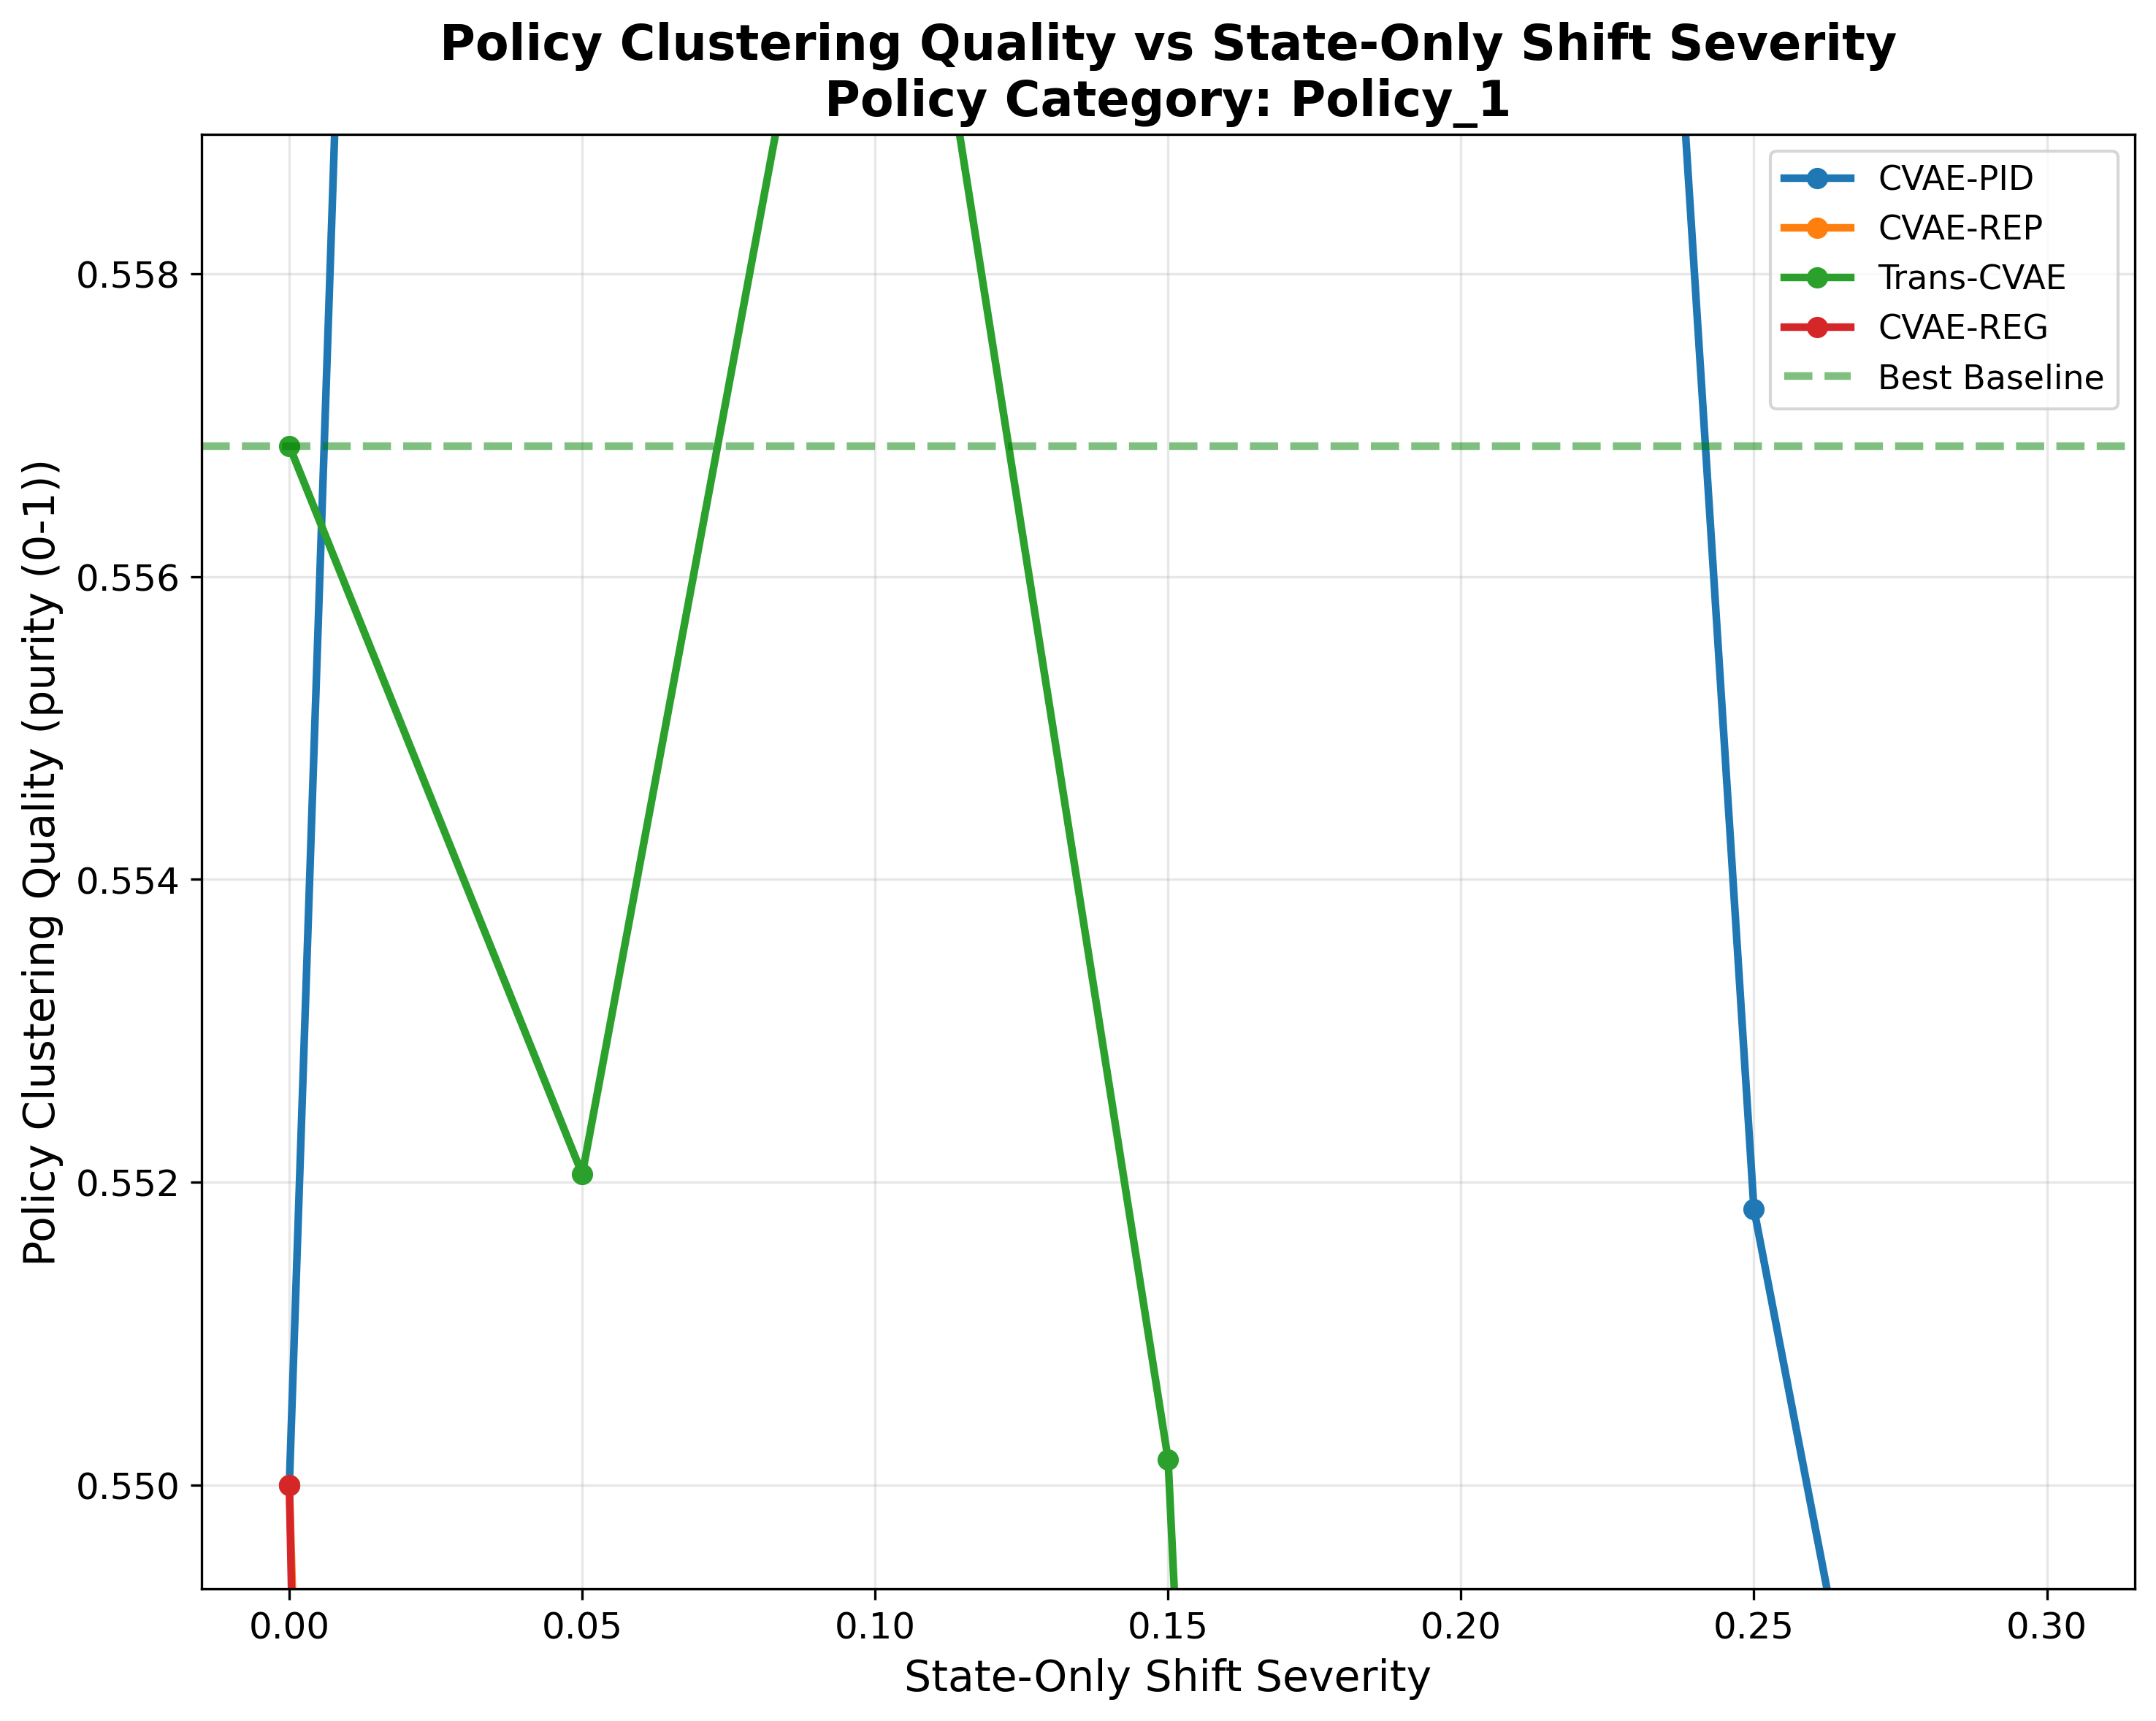 Policy Clustering Quality vs State-Only Shift Severity
Policy Category: Policy_1
Policy Clustering Quality (purity (0-1))
0.558
0.556
0.554
0.552
0.550
CVAE-PID
CVAE-REP
Trans-CVAE
CVAE-REG
Best Baseline
0.00 0.05 0.10 0.15 0.20 0.25 0.30
State-Only Shift Severity